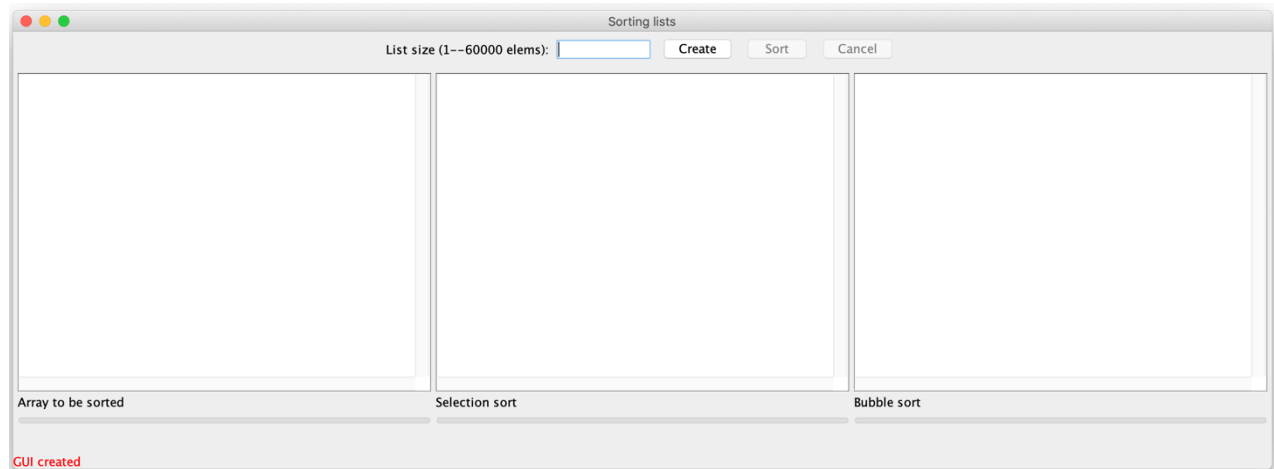 Sorting lists
List size (1--60000 elems): Create Sort Cancel
Array to be sorted Selection sort Bubble sort
GUI created